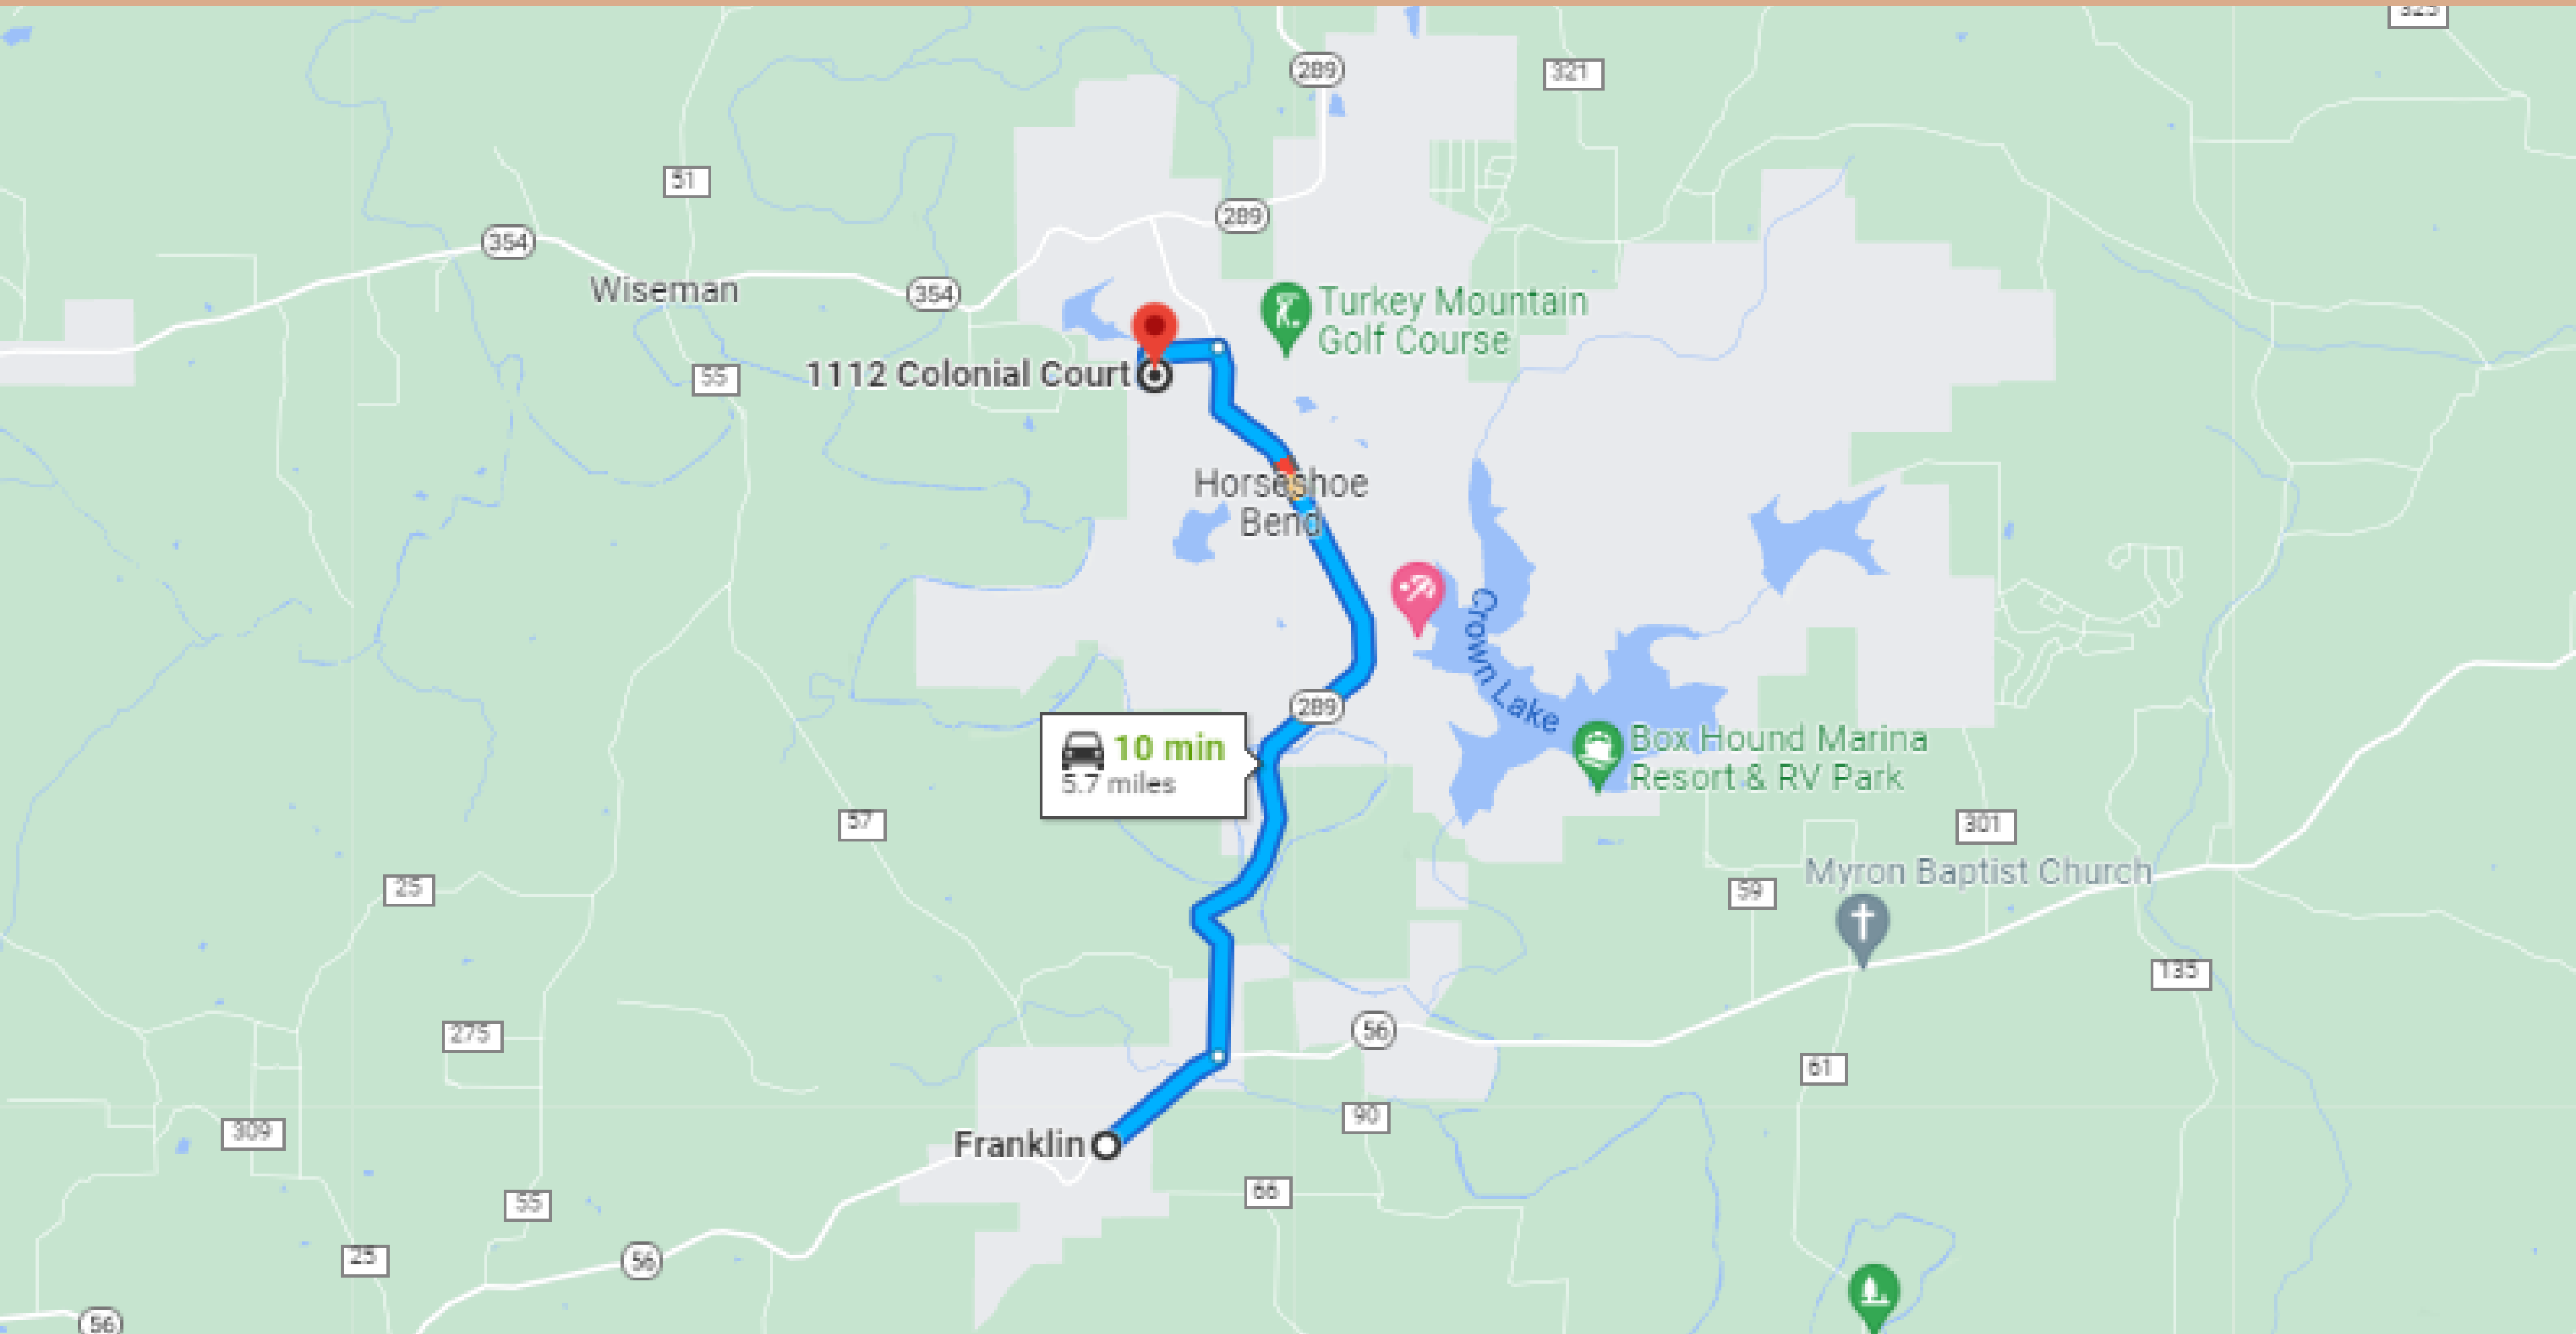 325
289
321
51
289
354
Wiseman
354
Turkey Mountain
Golf Course
55
1112 Colonial Court
Horseshoe
Bend
Crown Lake
289
10 min
5.7 miles
Box Hound Marina
Resort & RV Park
57
301
Myron Baptist Church
25
59
135
275
56
61
309
90
Franklin
66
55
25
56
56